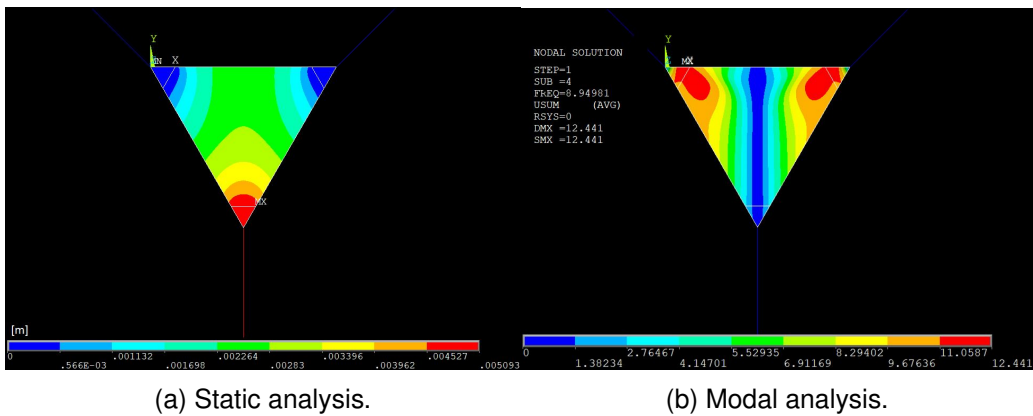 Y
MN X
[m]
0 .001132 .002264 .003396 .004527
.566E-03 .001698 .00283 .003962 .005093
MX
(a) Static analysis.
NODAL SOLUTION
STEP=1
SUB =4
FREQ=8.94981
USUM (AVG)
RSYS=0
DMX =12.441
SMX =12.441
Y
MX
0 2.76467 5.52935 8.29402 11.0587
1.38234 4.14701 6.91169 9.67636 12.441
(b) Modal analysis.